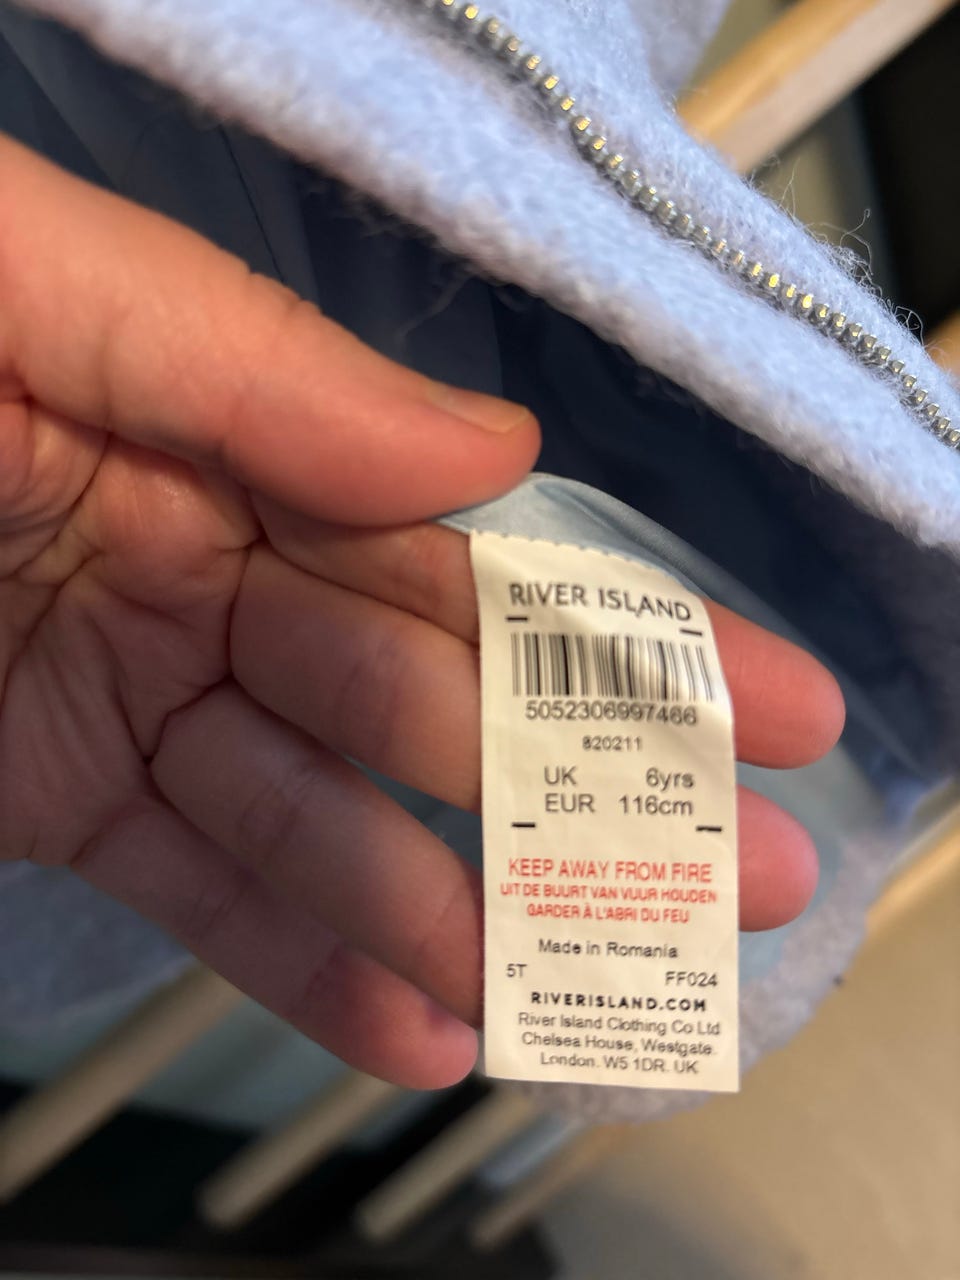 RIVER ISLAND
5052306997466
820211
UK 6yrs
EUR 116cm
KEEP AWAY FROM FIRE
UIT DE BUURT VAN VUUR HOUDEN
GARDER À L'ABRI DU FEU
Made in Romania
5T FF024
RIVERISLAND.COM
River Island Clothing Co Ltd
Chelsea House, Westgate.
London. W5 1DR. UK